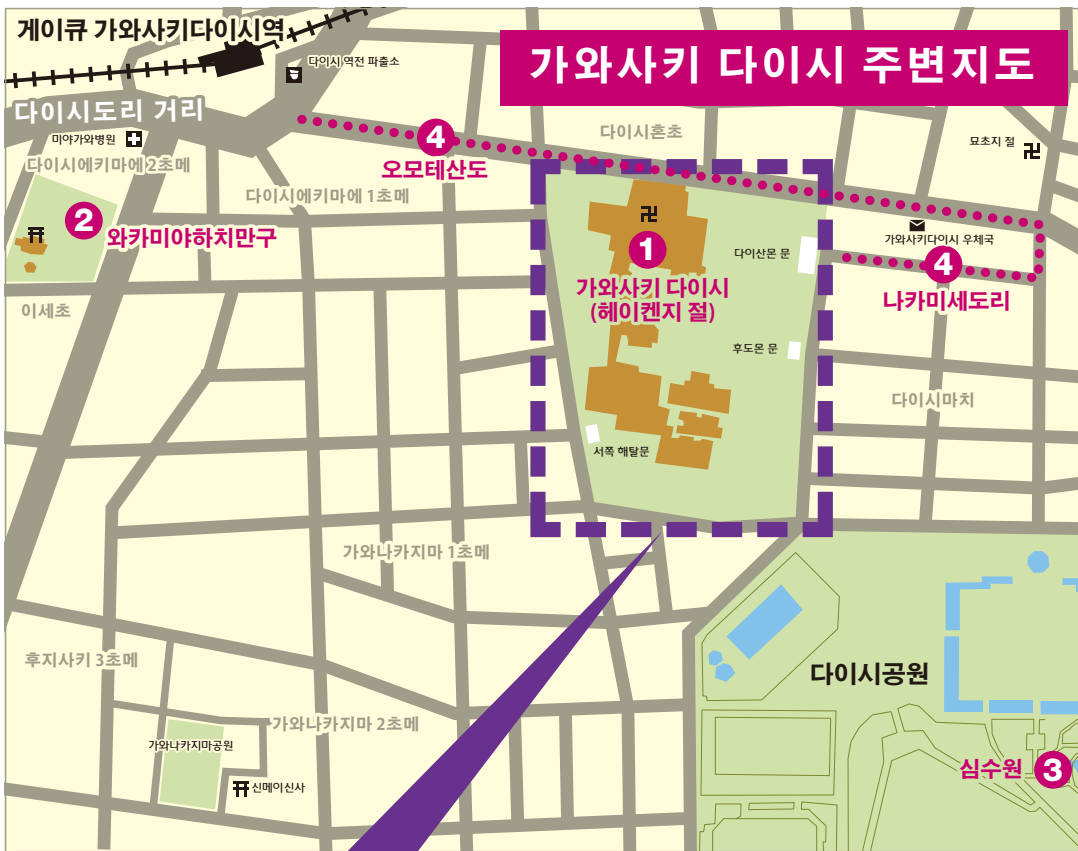 게이큐 가와사키다이시역
가와사키 다이시 주변지도
다이시 역전 파출소
다이시도리 거리
미야가와병원
다이시에키마에 2초메
4
오모테산도
다이시혼초
묘초지 절
다이시에키마에 1초메
2
와카미야하치만구
1
가와사키 다이시
(헤이켄지 절)
다이산몬 문
가와사키다이시 우체국
4
나카미세도리
이세초
후도몬 문
다이시마치
서쪽 해탈문
가와나카지마 1초메
후지사키 3초메
다이시공원
가와나카지마 2초메
가와나카지마공원
심수원
3
신메이신사